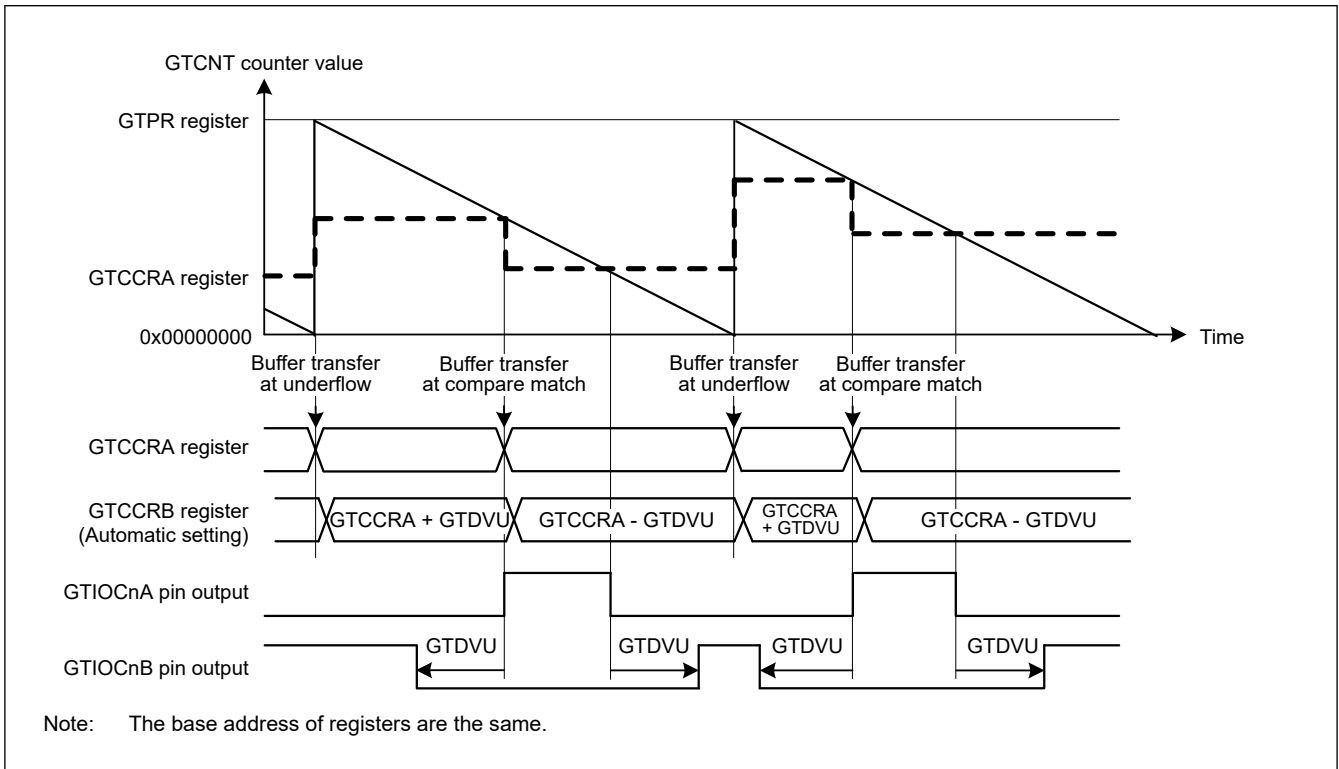 GTCNT counter value
GTPR register
GTCCRA register
0x00000000
Time
Buffer transfer
at underflow
Buffer transfer
at compare match
Buffer transfer
at underflow
Buffer transfer
at compare match
GTCCRA register
GTCCRB register
(Automatic setting)
GTCCRA + GTDVU
GTCCRA - GTDVU
GTCCRA
+ GTDVU
GTCCRA - GTDVU
GTIOCnA pin output
GTIOCnB pin output
GTDVU
GTDVU
GTDVU
GTDVU
Note: The base address of registers are the same.